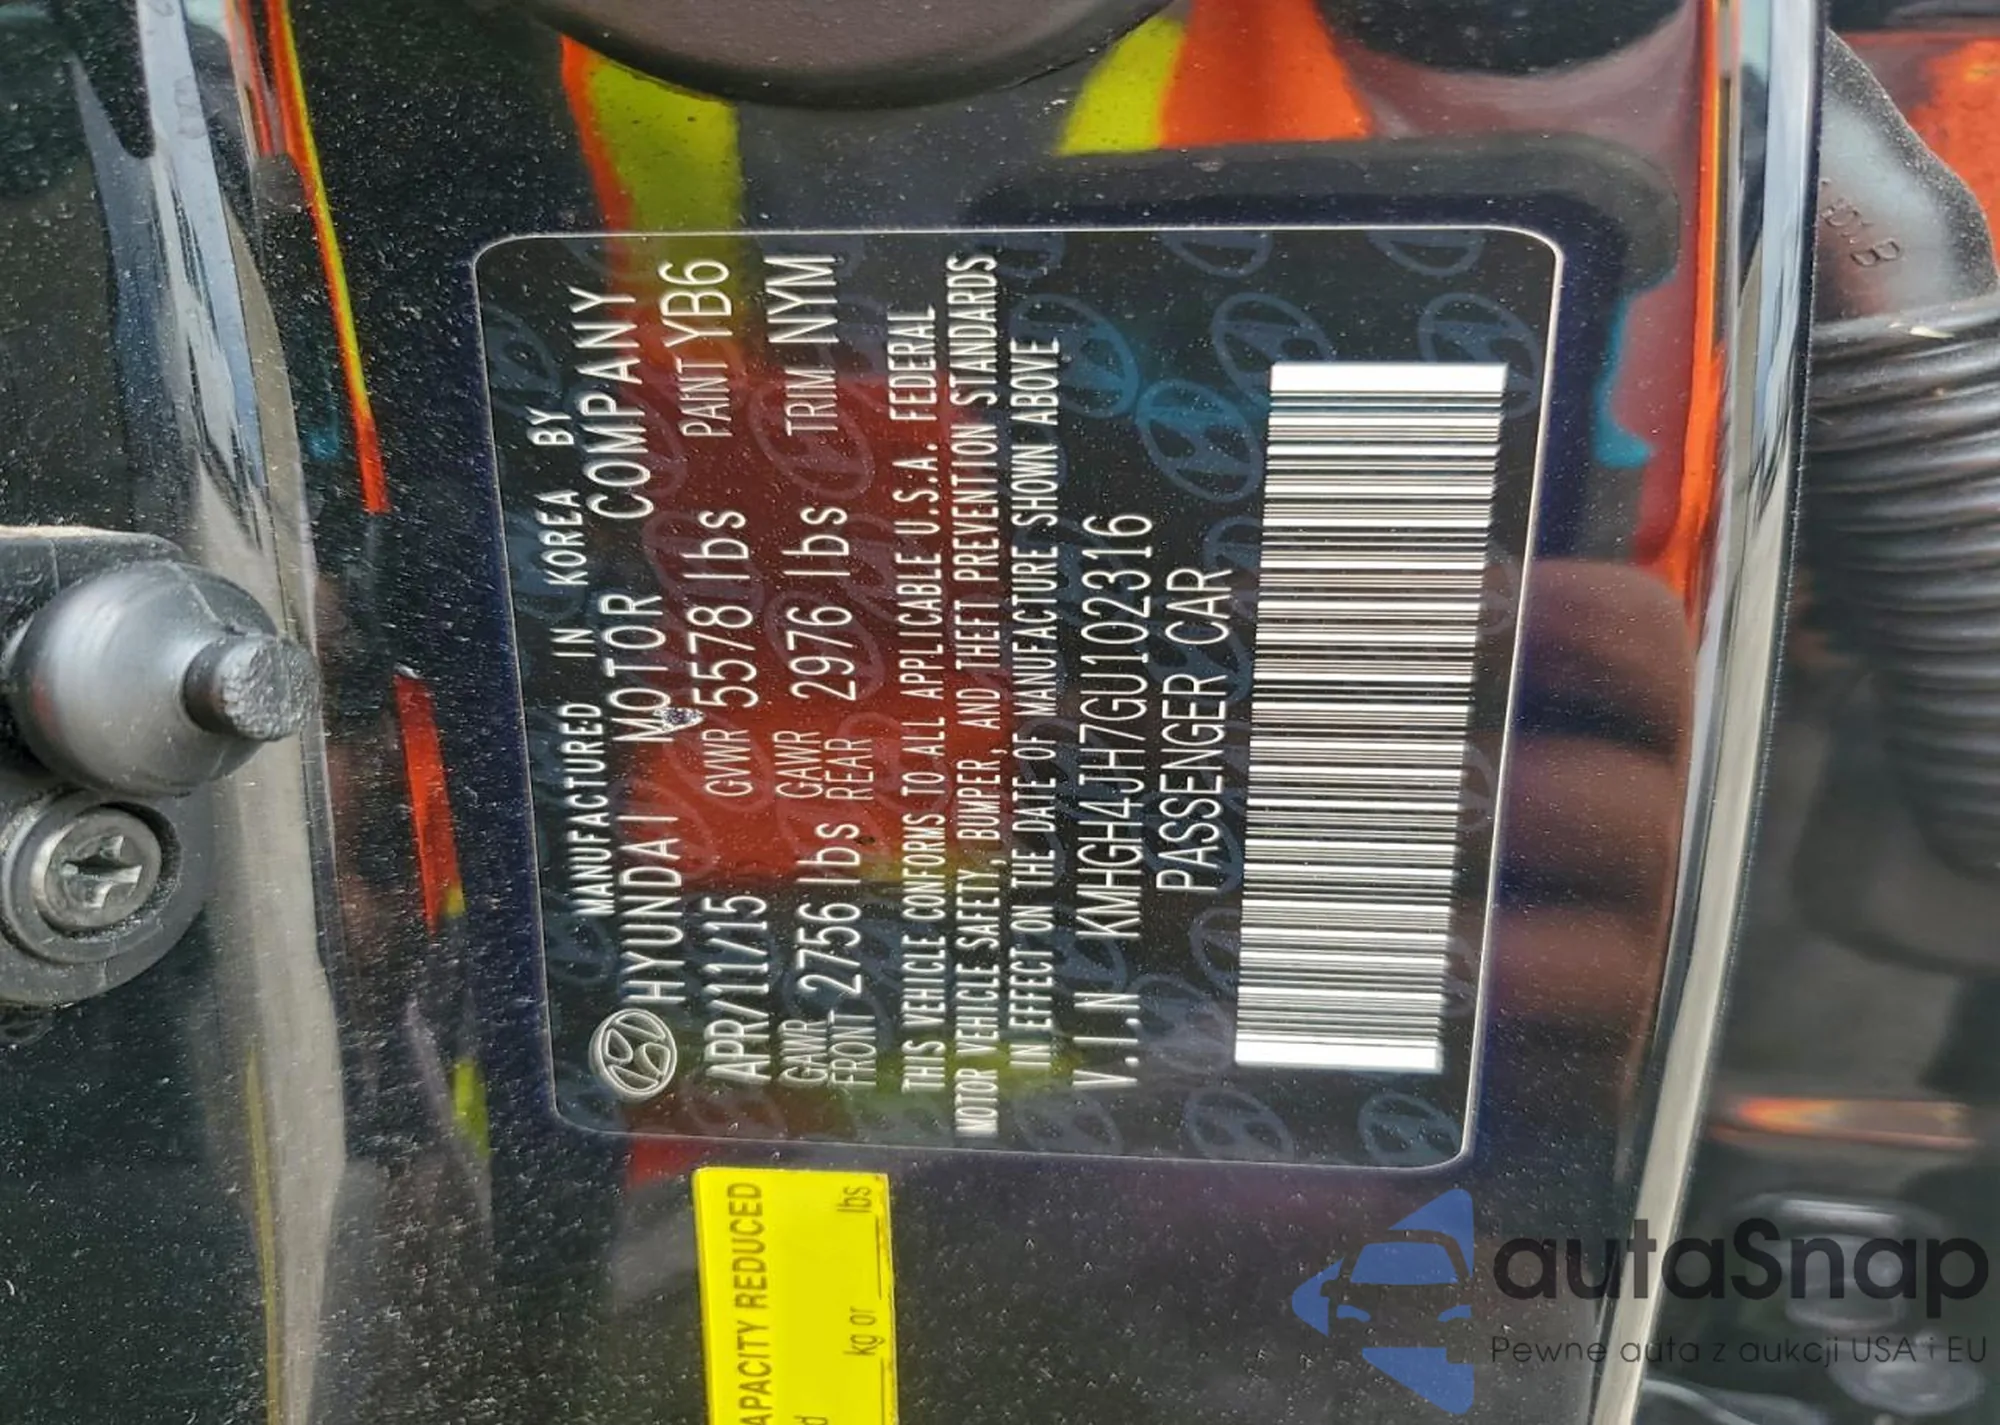 MANUFACTURED IN KOREA BY
HYUNDAI MOTOR COMPANY
APR/11/15 GVWR 5578 lbs PAINT YB6
GAWR FRONT 2756 lbs GAWR REAR 2976 lbs TRIM NYM
THIS VEHICLE CONFORMS TO ALL APPLICABLE U.S.A. FEDERAL
MOTOR VEHICLE SAFETY, BUMPER, AND THEFT PREVENTION STANDARDS
IN EFFECT ON THE DATE OF MANUFACTURE SHOWN ABOVE
V.I.N KMHGH4JH7GU102316
PASSENGER CAR
APACITY REDUCED
kg or lbs
autaSnap
Pewne auta z aukcji USA i EU